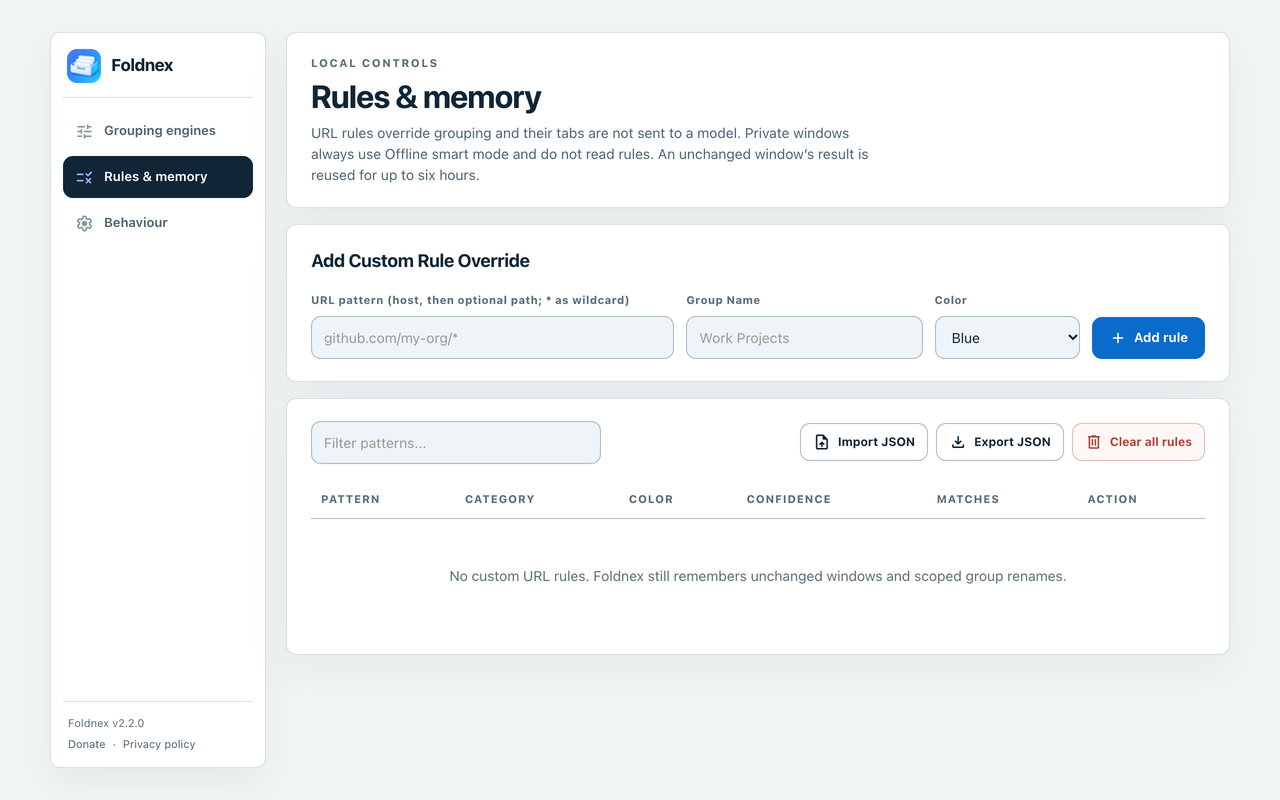 Foldnex
Grouping engines
Rules & memory
Behaviour
Foldnex v2.2.0
Donate · Privacy policy
LOCAL CONTROLS
Rules & memory
URL rules override grouping and their tabs are not sent to a model. Private windows
always use Offline smart mode and do not read rules. An unchanged window's result is
reused for up to six hours.
Add Custom Rule Override
URL pattern (host, then optional path; * as wildcard) Group Name Color
github.com/my-org/* Work Projects Blue Add rule
Filter patterns... Import JSON Export JSON Clear all rules
PATTERN CATEGORY COLOR CONFIDENCE MATCHES ACTION
No custom URL rules. Foldnex still remembers unchanged windows and scoped group renames.